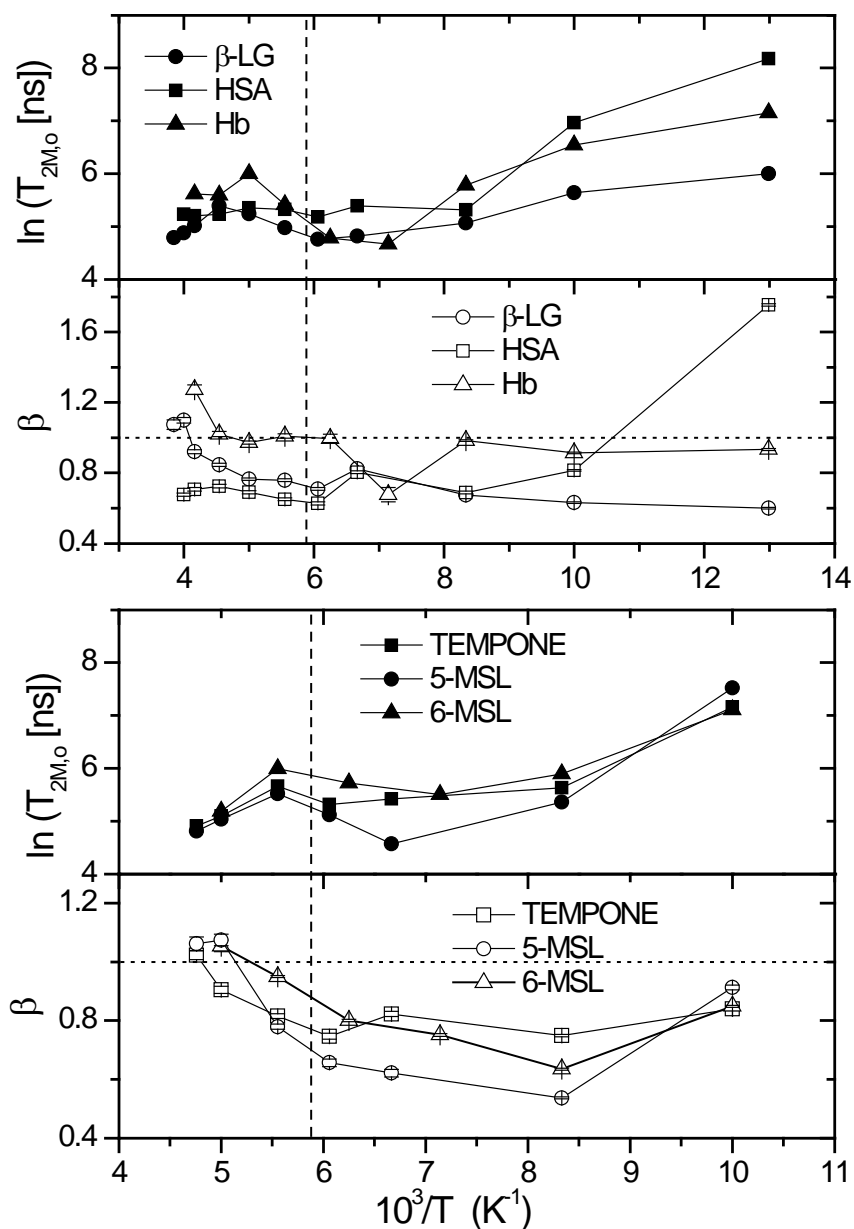 8
6
4
ln (T2M,o [ns])
β-LG
HSA
Hb
1.6
1.2
0.8
0.4
β
β-LG
HSA
Hb
4 6 8 10 12 14
8
6
4
ln (T2M,o [ns])
TEMPONE
5-MSL
6-MSL
1.2
0.8
0.4
β
TEMPONE
5-MSL
6-MSL
4 5 6 7 8 9 10 11
10³/T (K⁻¹)